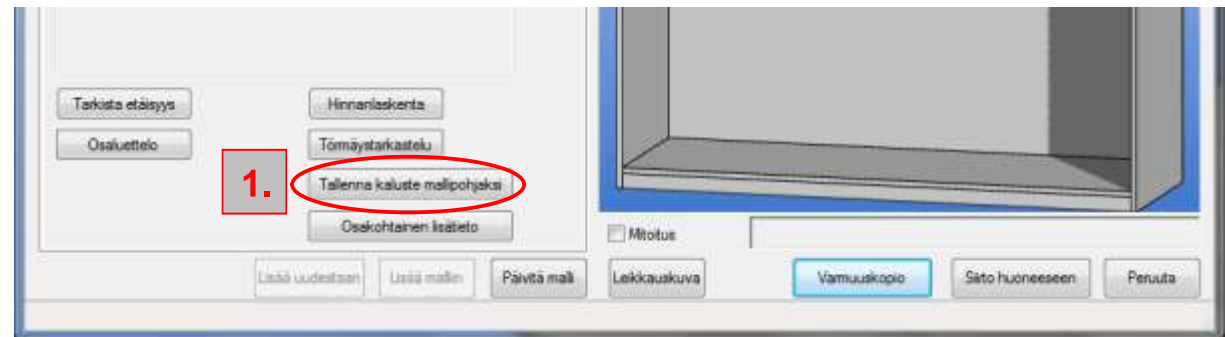 Tarkista etäisyys
Hinnanlaskenta
Osaluettelo
Törmäystarkastelu
1.
Tallenna kaluste mallipohjaksi
Osakohtainen lisätieto
Mitoitus
Lisää uudestaan
Lisää malliin
Päivitä malli
Leikkauskuva
Varmuuskopio
Siirto huoneeseen
Peruuta